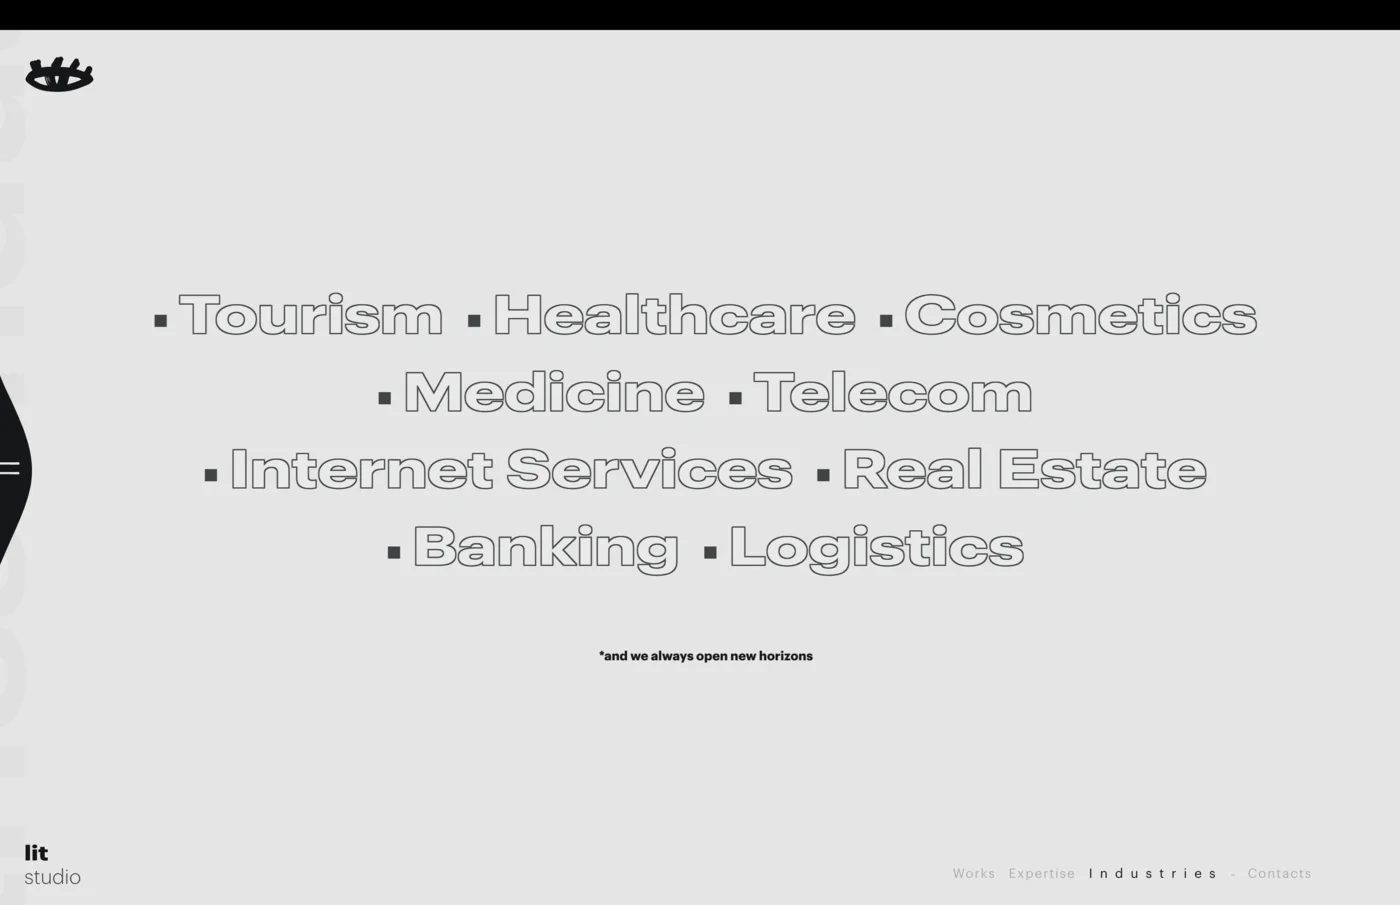 ▪ Tourism ▪ Healthcare ▪ Cosmetics
▪ Medicine ▪ Telecom
▪ Internet Services ▪ Real Estate
▪ Banking ▪ Logistics
*and we always open new horizons
lit
studio
Works Expertise Industries - Contacts